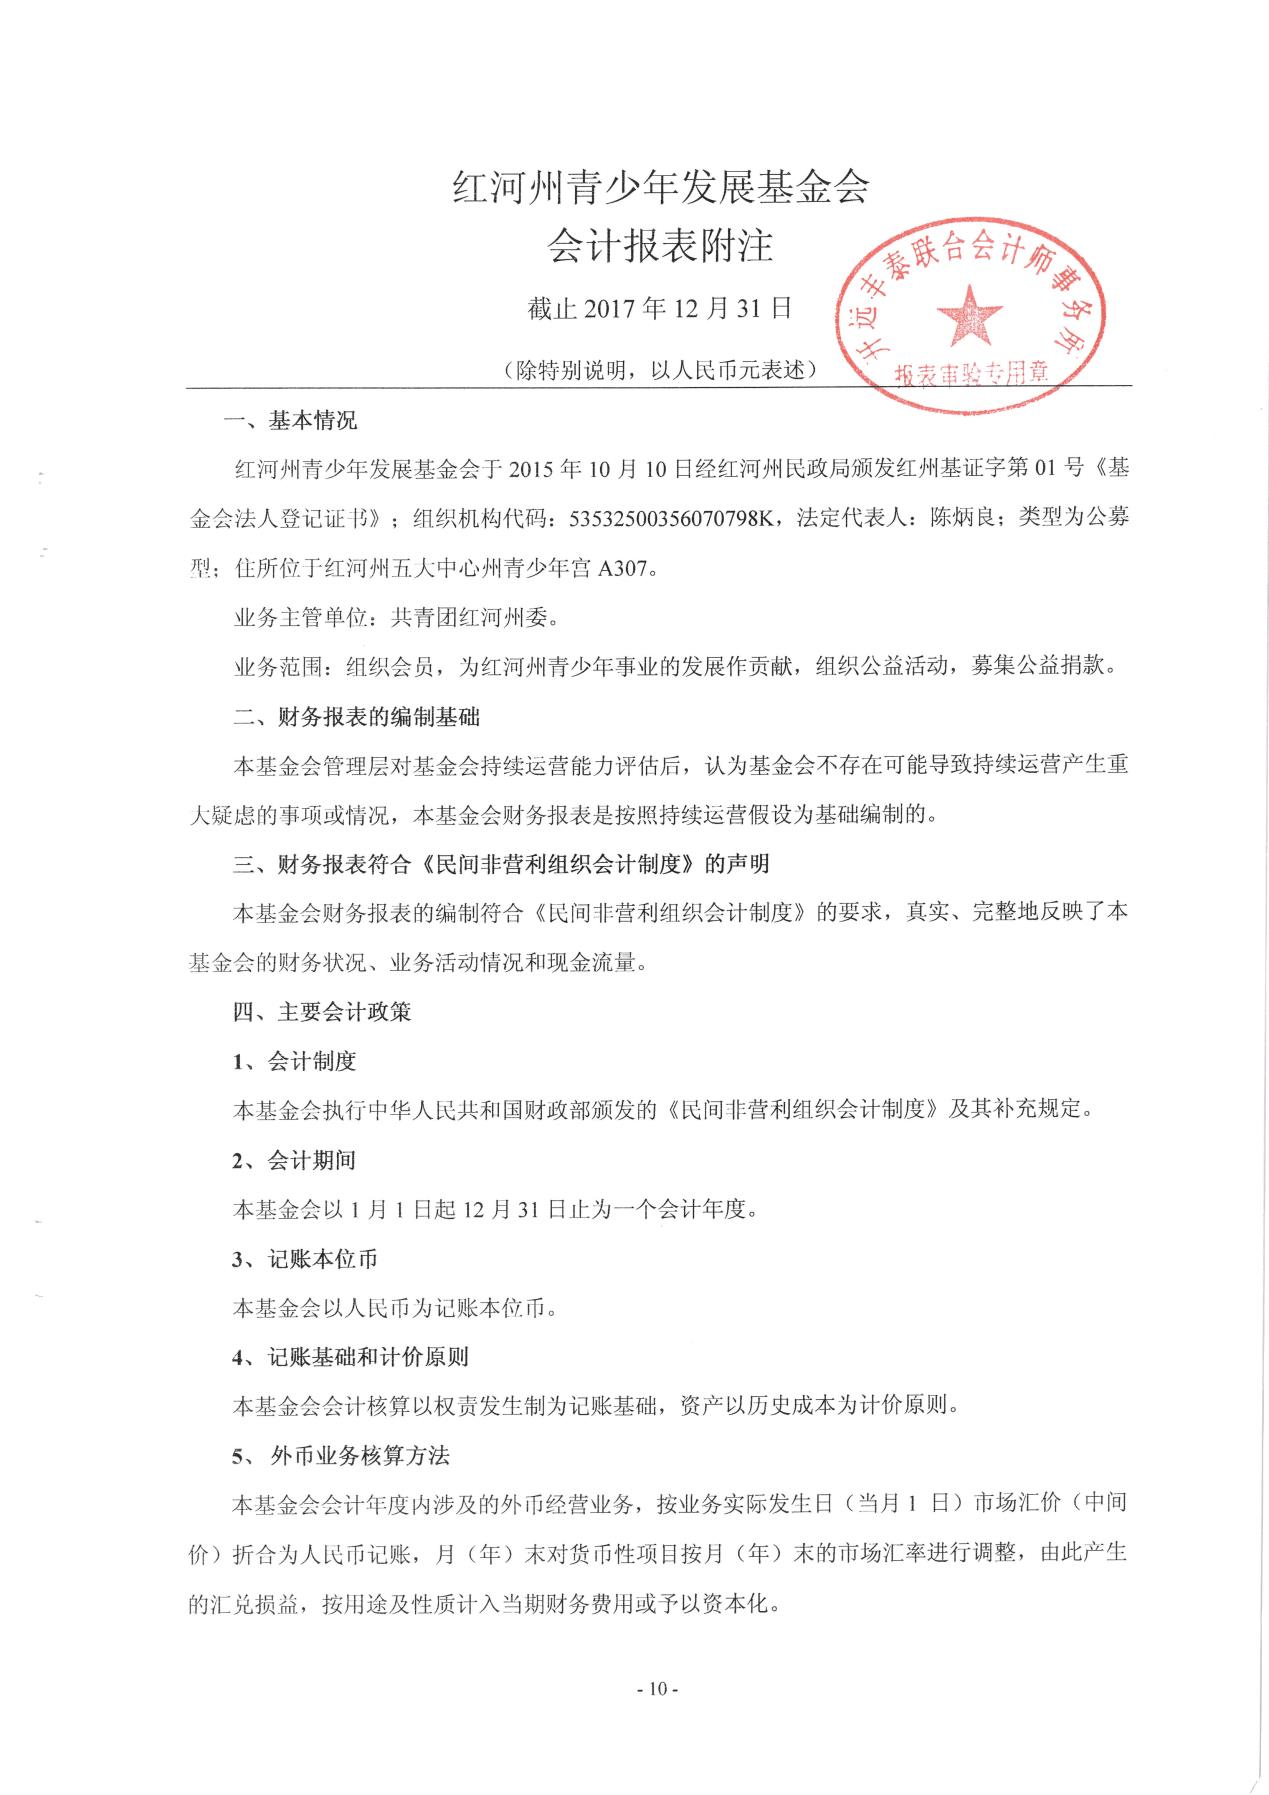 红河州青少年发展基金会
会计报表附注
开远丰泰联合会计师事务所
截止 2017 年 12 月 31 日
（除特别说明，以人民币元表述）
报表审验专用章
一、基本情况
红河州青少年发展基金会于 2015 年 10 月 10 日经红河州民政局颁发红州基证字第 01 号《基
金会法人登记证书》；组织机构代码：53532500356070798K，法定代表人：陈炳良；类型为公募
型；住所位于红河州五大中心州青少年宫 A307。
业务主管单位：共青团红河州委。
业务范围：组织会员，为红河州青少年事业的发展作贡献，组织公益活动，募集公益捐款。
二、财务报表的编制基础
本基金会管理层对基金会持续运营能力评估后，认为基金会不存在可能导致持续运营产生重
大疑虑的事项或情况，本基金会财务报表是按照持续运营假设为基础编制的。
三、财务报表符合《民间非营利组织会计制度》的声明
本基金会财务报表的编制符合《民间非营利组织会计制度》的要求，真实、完整地反映了本
基金会的财务状况、业务活动情况和现金流量。
四、主要会计政策
1、会计制度
本基金会执行中华人民共和国财政部颁发的《民间非营利组织会计制度》及其补充规定。
2、会计期间
本基金会以 1 月 1 日起 12 月 31 日止为一个会计年度。
3、记账本位币
本基金会以人民币为记账本位币。
4、记账基础和计价原则
本基金会会计核算以权责发生制为记账基础，资产以历史成本为计价原则。
5、 外币业务核算方法
本基金会会计年度内涉及的外币经营业务，按业务实际发生日（当月 1 日）市场汇价（中间
价）折合为人民币记账，月（年）末对货币性项目按月（年）末的市场汇率进行调整，由此产生
的汇兑损益，按用途及性质计入当期财务费用或予以资本化。
- 10 -